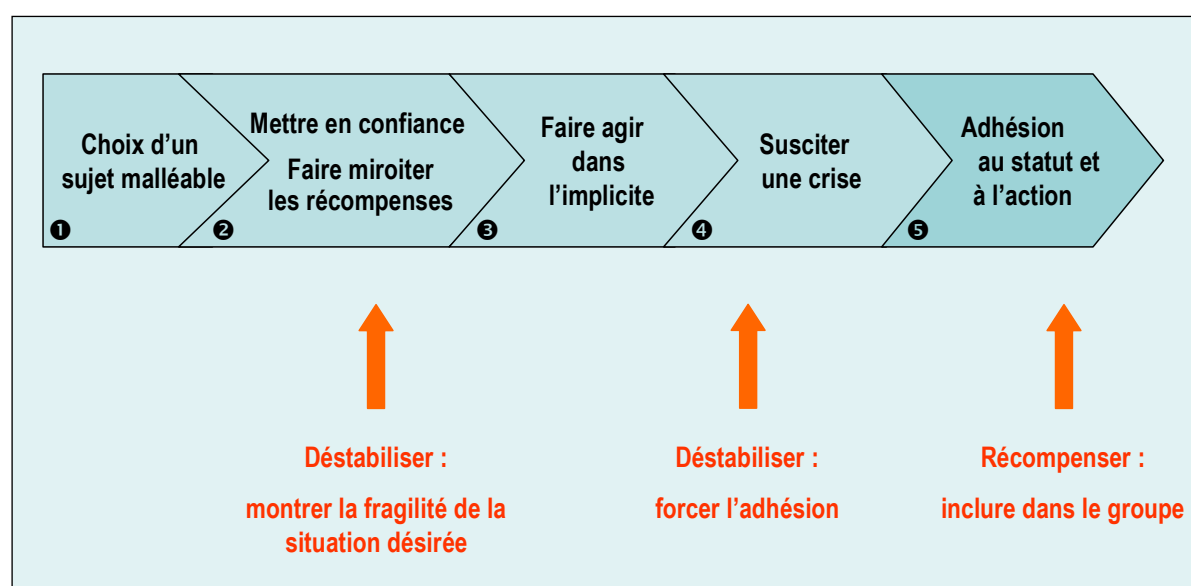 Choix d’un
sujet malléable
❶
Mettre en confiance
Faire miroiter
les récompenses
❷
Faire agir
dans
l’implicite
❸
Susciter
une crise
❹
Adhésion
au statut et
à l’action
❺
Déstabiliser :
montrer la fragilité de la
situation désirée
Déstabiliser :
forcer l’adhésion
Récompenser :
inclure dans le groupe